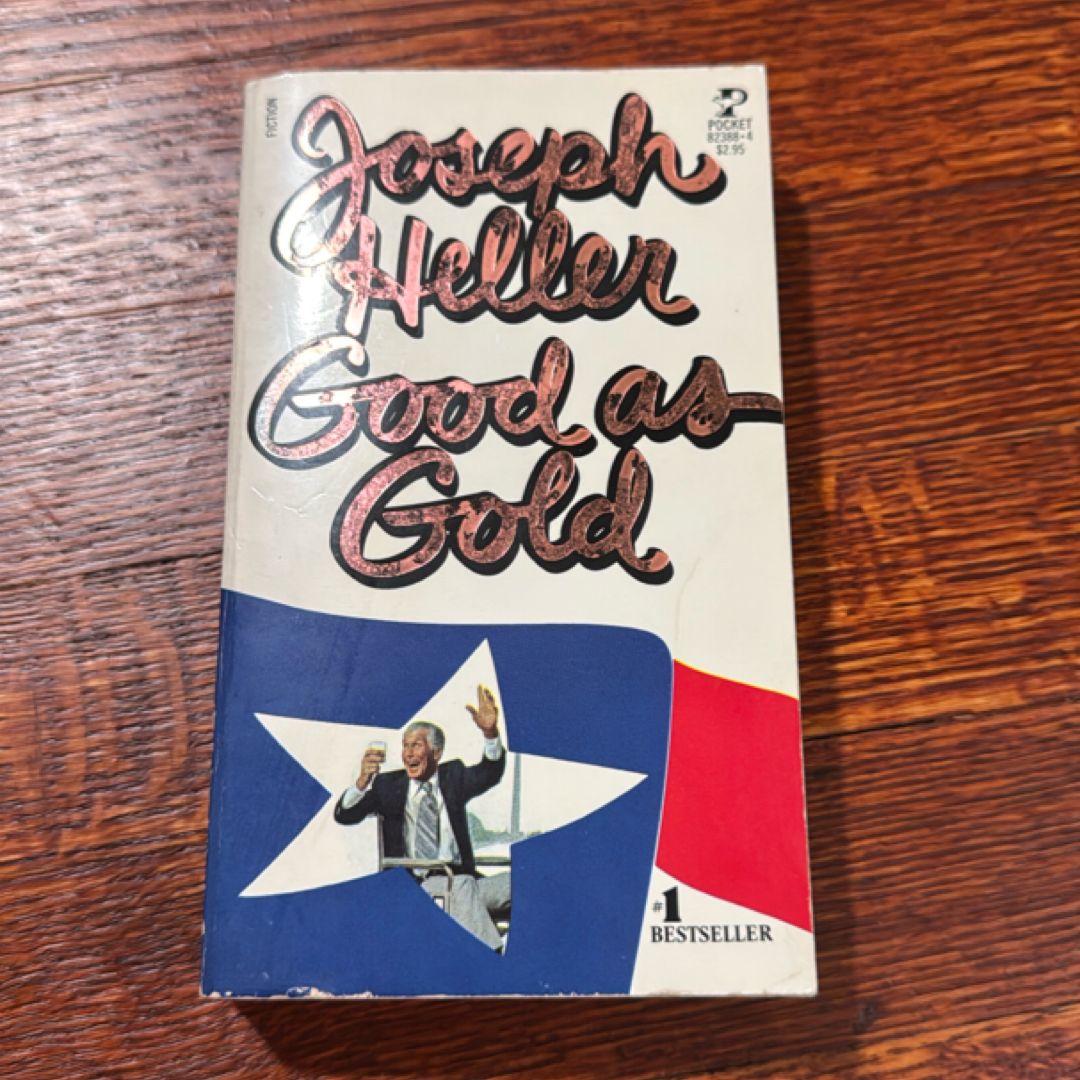 FICTION
Joseph
Heller
Good as
Gold
P
POCKET
82388-4
$2.95
#1
BESTSELLER